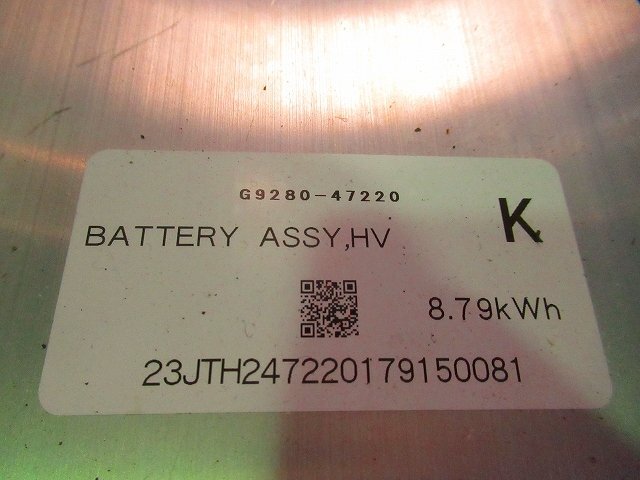 G9280-47220
K
BATTERY ASSY,HV
8.79kWh
23JTH247220179150081